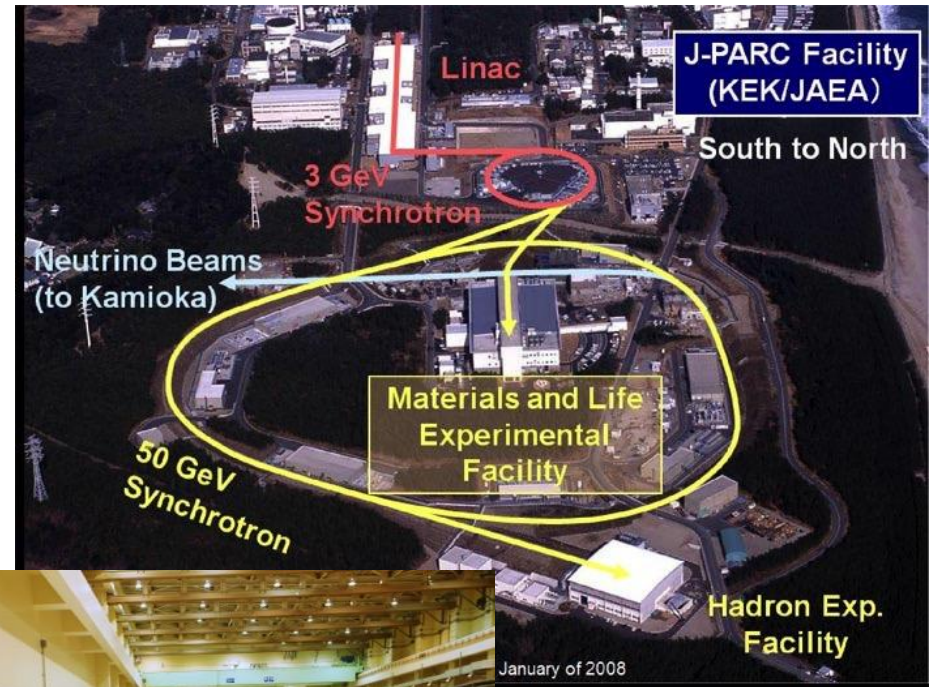 J-PARC Facility
(KEK/JAEA）
South to North
Linac
3 GeV
Synchrotron
Neutrino Beams
(to Kamioka)
Materials and Life
Experimental
Facility
50 GeV
Synchrotron
Hadron Exp.
Facility
January of 2008